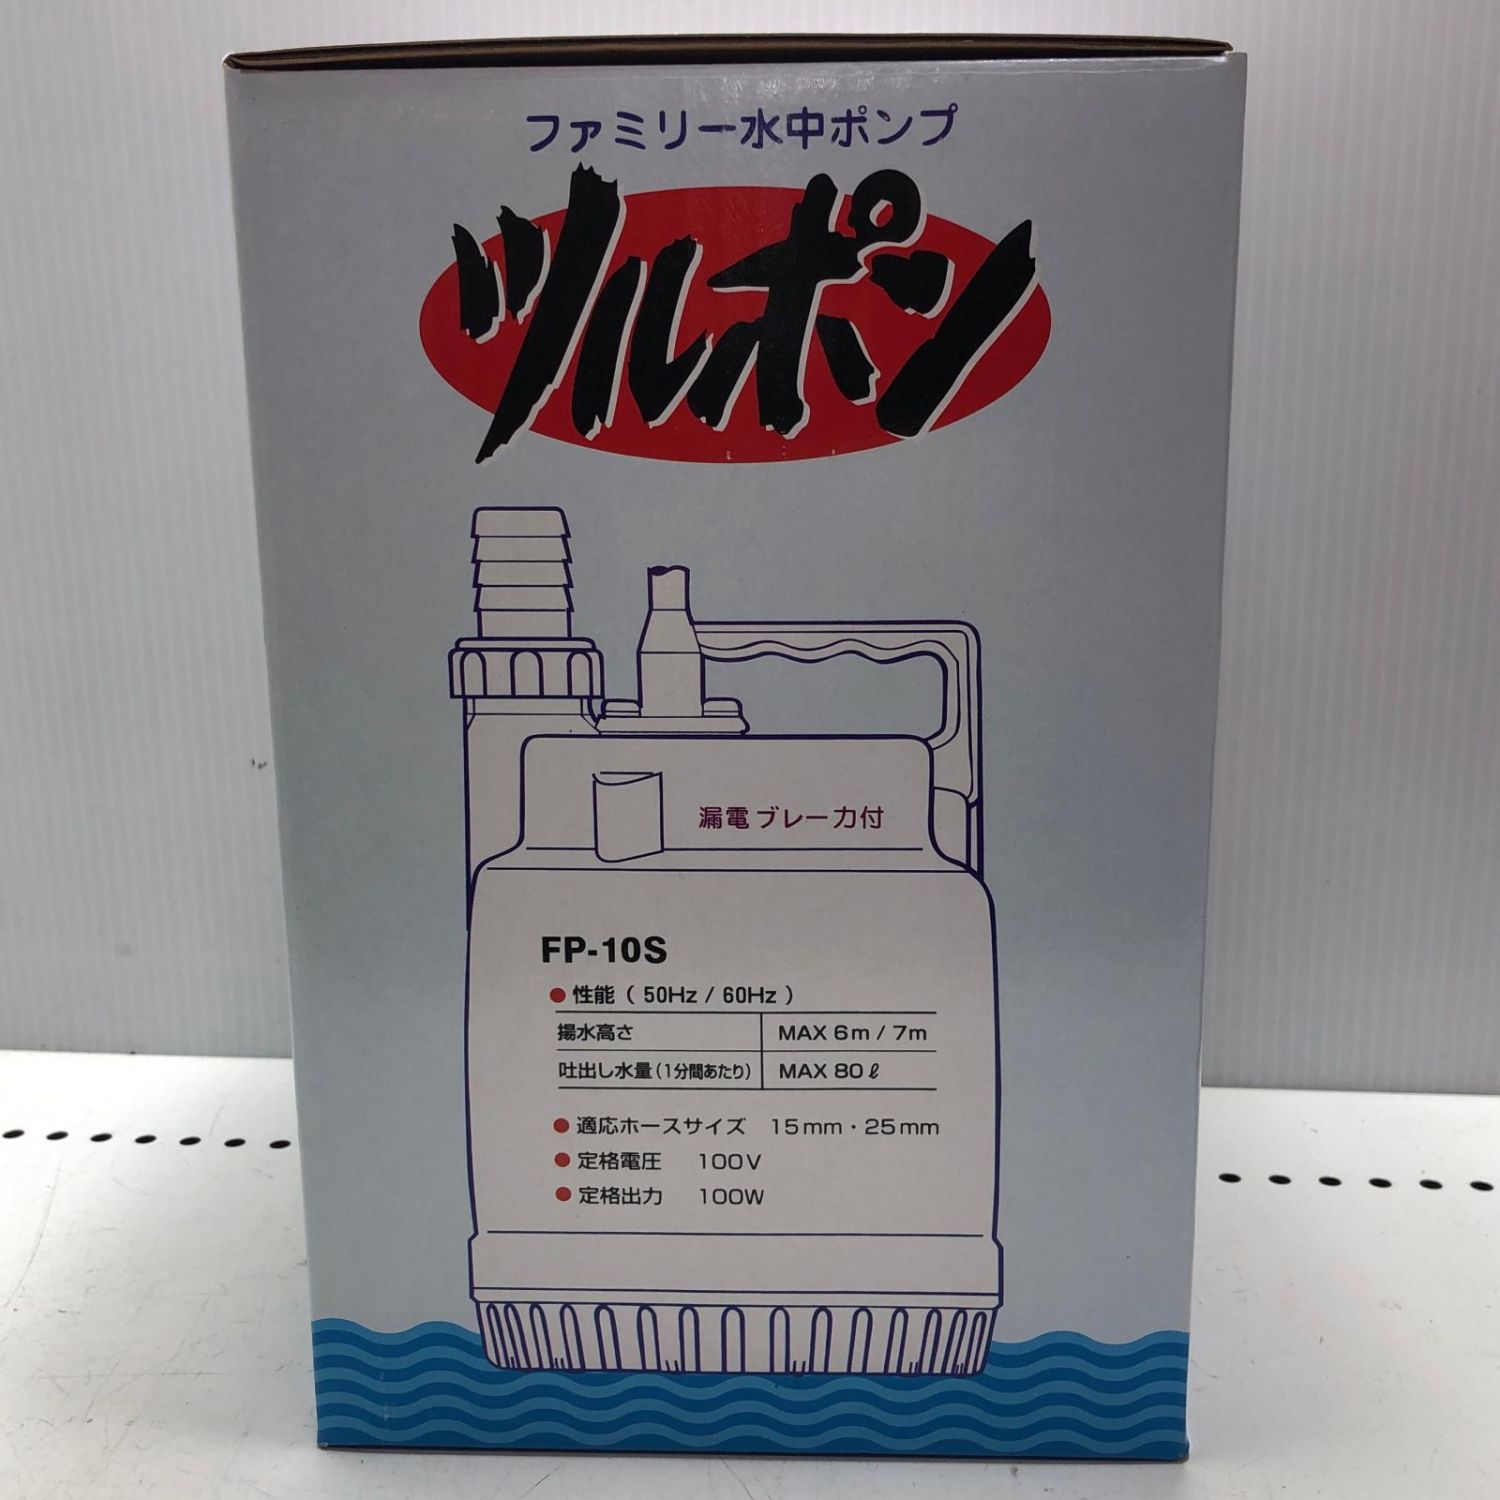 ファミリー水中ポンプ
ツルポン
漏電ブレーカ付
FP-10S
● 性能 ( 50Hz / 60Hz )
揚水高さ MAX 6m / 7m
吐出し水量(1分間あたり) MAX 80ℓ
● 適応ホースサイズ 15mm・25mm
● 定格電圧 100V
● 定格出力 100W